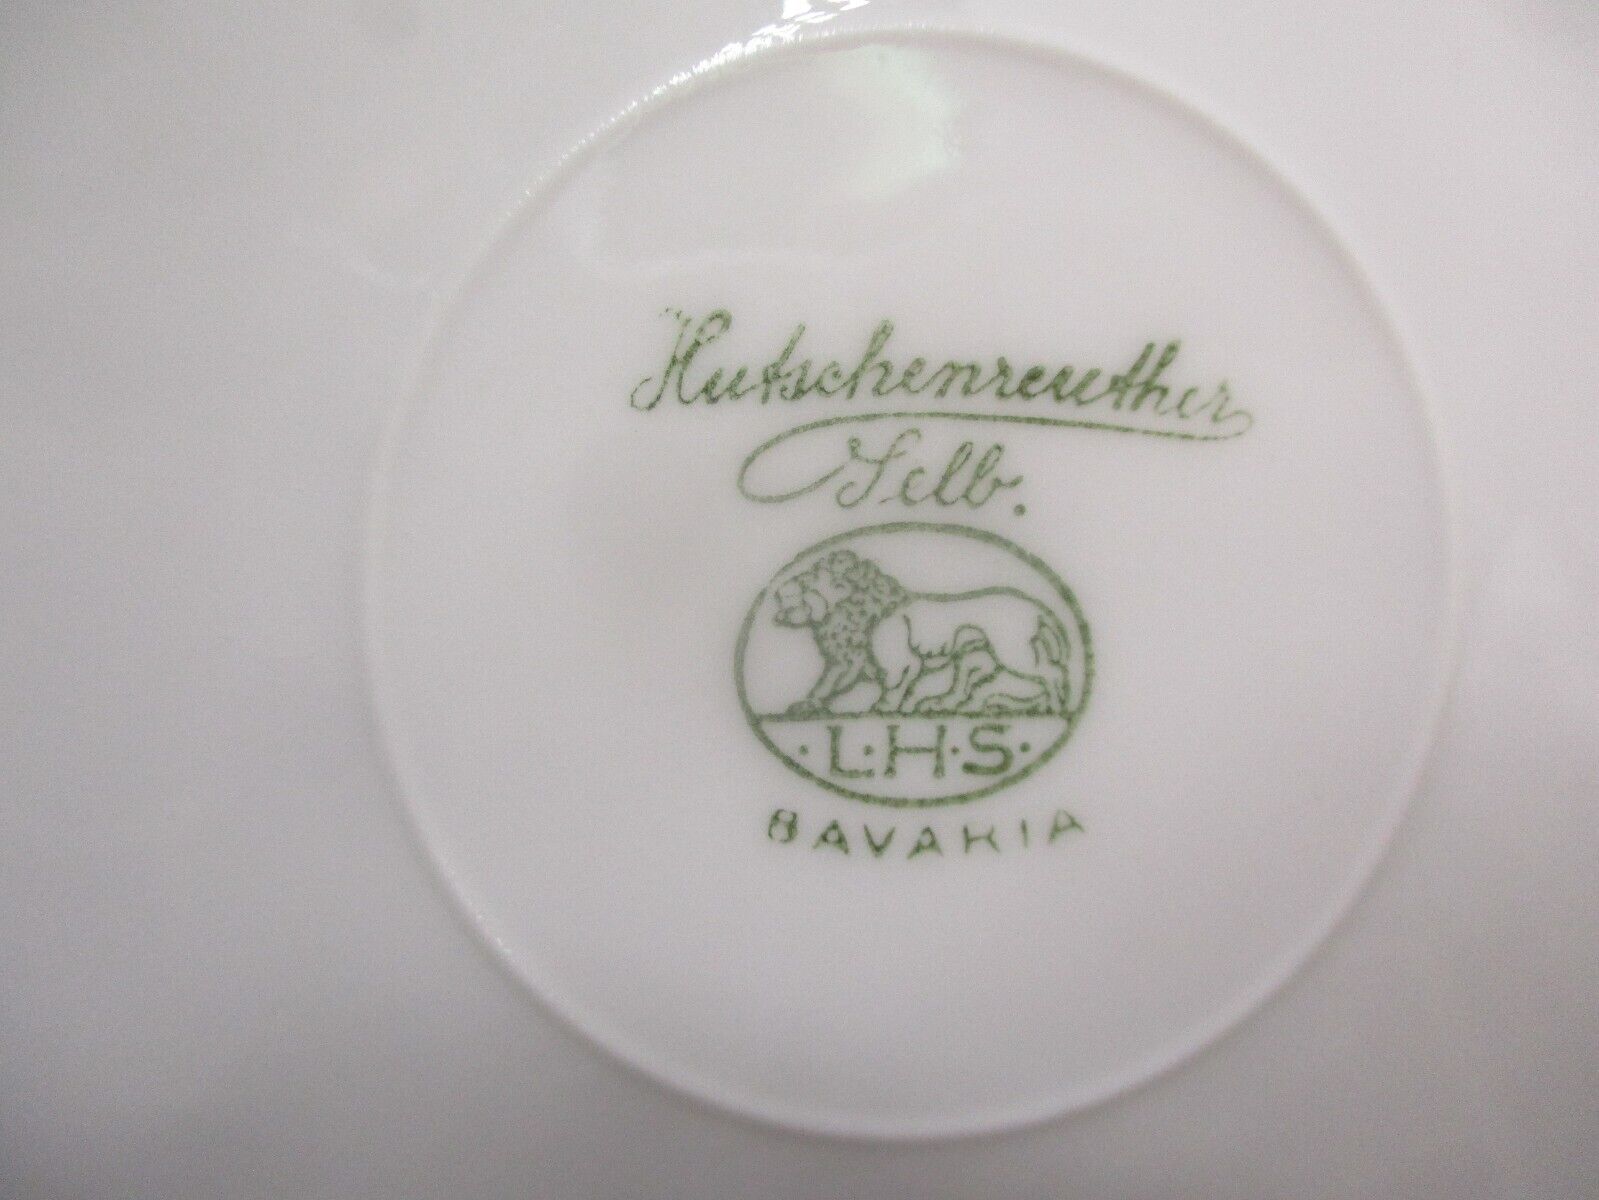 Hutschenreuther
Selb.
·L·H·S·
BAVARIA